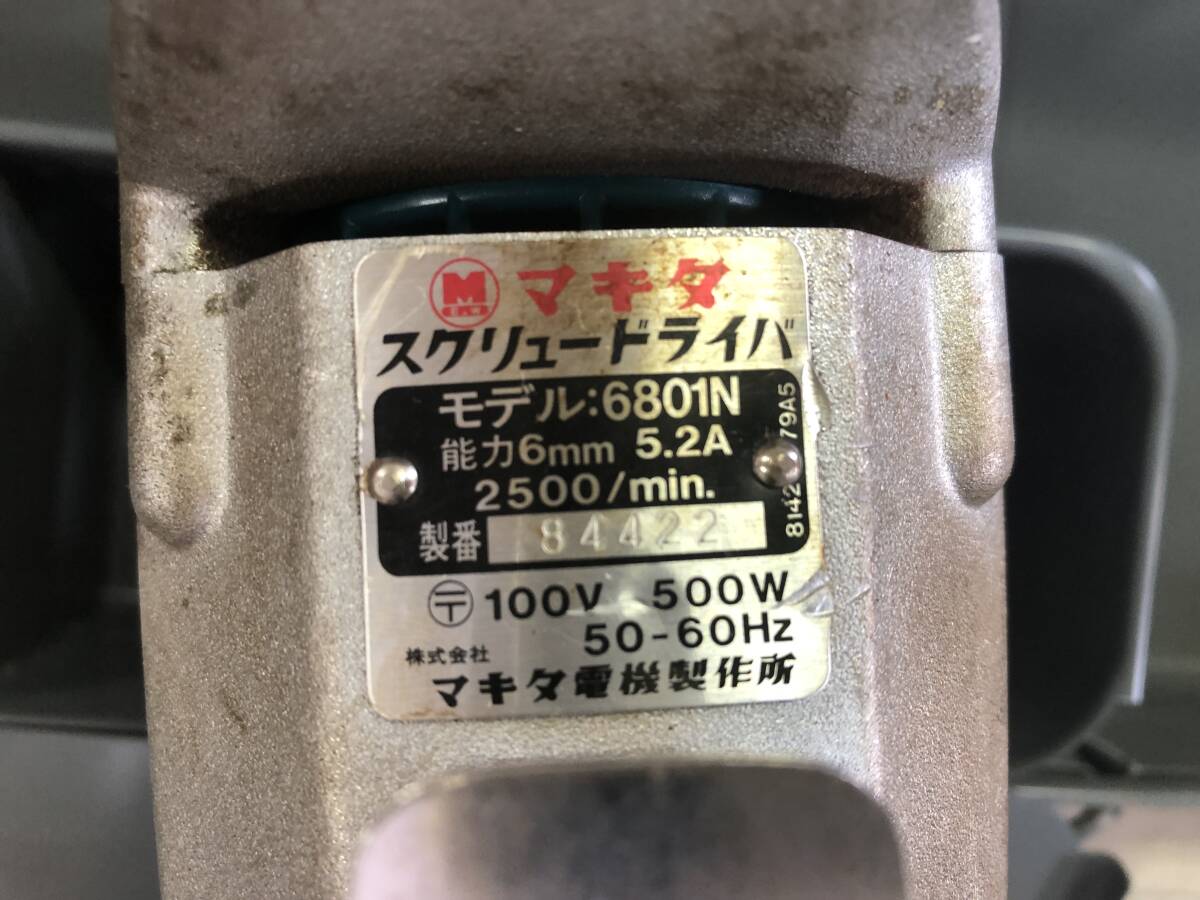 M
E.W
マキタ
スクリュードライバ
モデル:6801N
能力6mm 5.2A
2500/min.
製番 84422
100V 500W
50-60Hz
株式会社
マキタ電機製作所